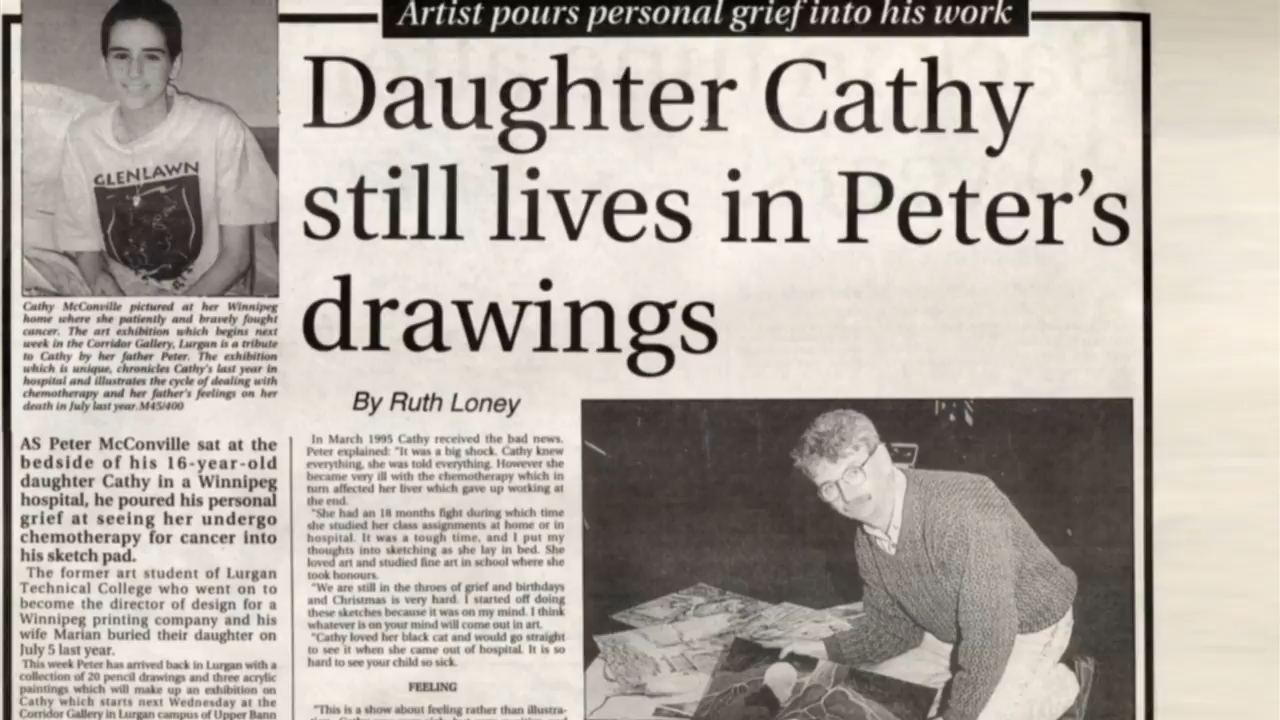 Artist pours personal grief into his work
Daughter Cathy
still lives in Peter's
drawings
GLENLAWN
Cathy McConville pictured at her Winnipeg
home where she patiently and bravely fought
cancer. The art exhibition which begins next
week in the Corridor Gallery, Lurgan is a tribute
to Cathy by her father Peter. The exhibition
which is unique, chronicles Cathy's last year in
hospital and illustrates the cycle of dealing with
chemotherapy and her father's feelings on her
death in July last year.M45/400
By Ruth Loney
AS Peter McConville sat at the
bedside of his 16-year-old
daughter Cathy in a Winnipeg
hospital, he poured his personal
grief at seeing her undergo
chemotherapy for cancer into
his sketch pad.
The former art student of Lurgan
Technical College who went on to
become the director of design for a
Winnipeg printing company and his
wife Marian buried their daughter on
July 5 last year.
This week Peter has arrived back in Lurgan with a
collection of 20 pencil drawings and three acrylic
paintings which will make up an exhibition on
Cathy which starts next Wednesday at the
Corridor Gallery in Lurgan campus of Upper Bann
In March 1995 Cathy received the bad news.
Peter explained: "It was a big shock. Cathy knew
everything, she was told everything. However she
became very ill with the chemotherapy which in
turn affected her liver which gave up working at
the end.
"She had an 18 months fight during which time
she studied her class assignments at home or in
hospital. It was a tough time, and I put my
thoughts into sketching as she lay in bed. She
loved art and studied fine art in school where she
took honours.
"We are still in the throes of grief and birthdays
and Christmas is very hard. I started off doing
these sketches because it was on my mind. I think
whatever is on your mind will come out in art.
"Cathy loved her black cat and would go straight
to see it when she came out of hospital. It is so
hard to see your child so sick.
FEELING
"This is a show about feeling rather than illustra-